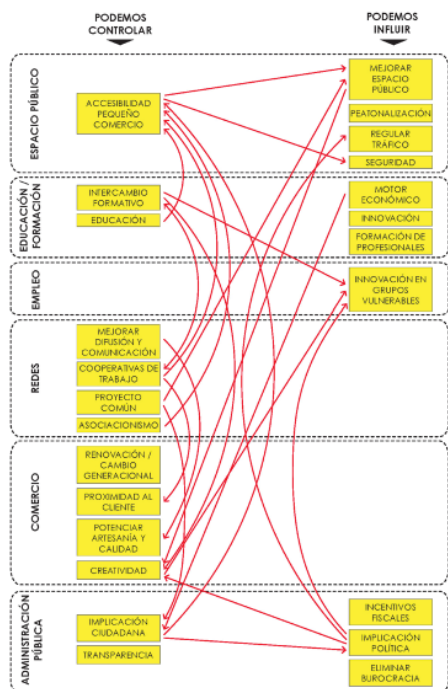 PODEMOS
CONTROLAR
PODEMOS
INFLUIR
ESPACIO PÚBLICO
ACCESIBILIDAD
PEQUEÑO
COMERCIO
MEJORAR
ESPACIO
PÚBLICO
PEATONALIZACIÓN
REGULAR
TRÁFICO
SEGURIDAD
EDUCACIÓN /
FORMACIÓN
INTERCAMBIO
FORMATIVO
EDUCACIÓN
MOTOR
ECONÓMICO
INNOVACIÓN
FORMACIÓN DE
PROFESIONALES
EMPLEO
INNOVACIÓN EN
GRUPOS
VULNERABLES
REDES
MEJORAR
DIFUSIÓN Y
COMUNICACIÓN
COOPERATIVAS DE
TRABAJO
PROYECTO
COMÚN
ASOCIACIONISMO
COMERCIO
RENOVACIÓN /
CAMBIO
GENERACIONAL
PROXIMIDAD AL
CLIENTE
POTENCIAR
ARTESANÍA Y
CALIDAD
CREATIVIDAD
ADMINISTRACIÓN
PÚBLICA
IMPLICACIÓN
CIUDADANA
TRANSPARENCIA
INCENTIVOS
FISCALES
IMPLICACIÓN
POLÍTICA
ELIMINAR
BUROCRACIA